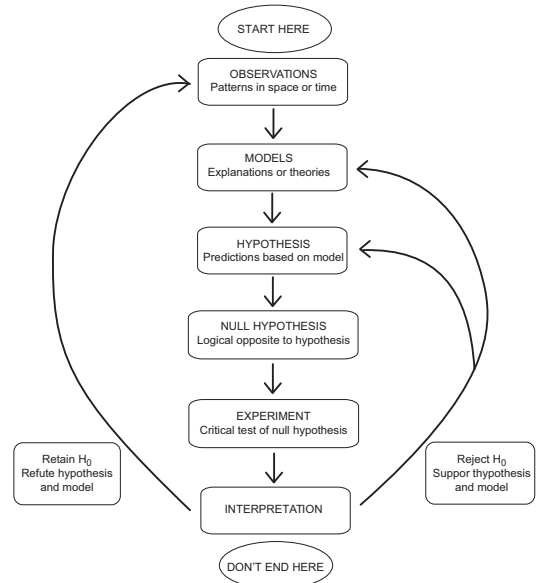 START HERE
OBSERVATIONS
Patterns in space or time
MODELS
Explanations or theories
HYPOTHESIS
Predictions based on model
NULL HYPOTHESIS
Logical opposite to hypothesis
EXPERIMENT
Critical test of null hypothesis
Retain H0
Refute hypothesis
and model
Reject H0
Suppor thypothesis
and model
INTERPRETATION
DON'T END HERE